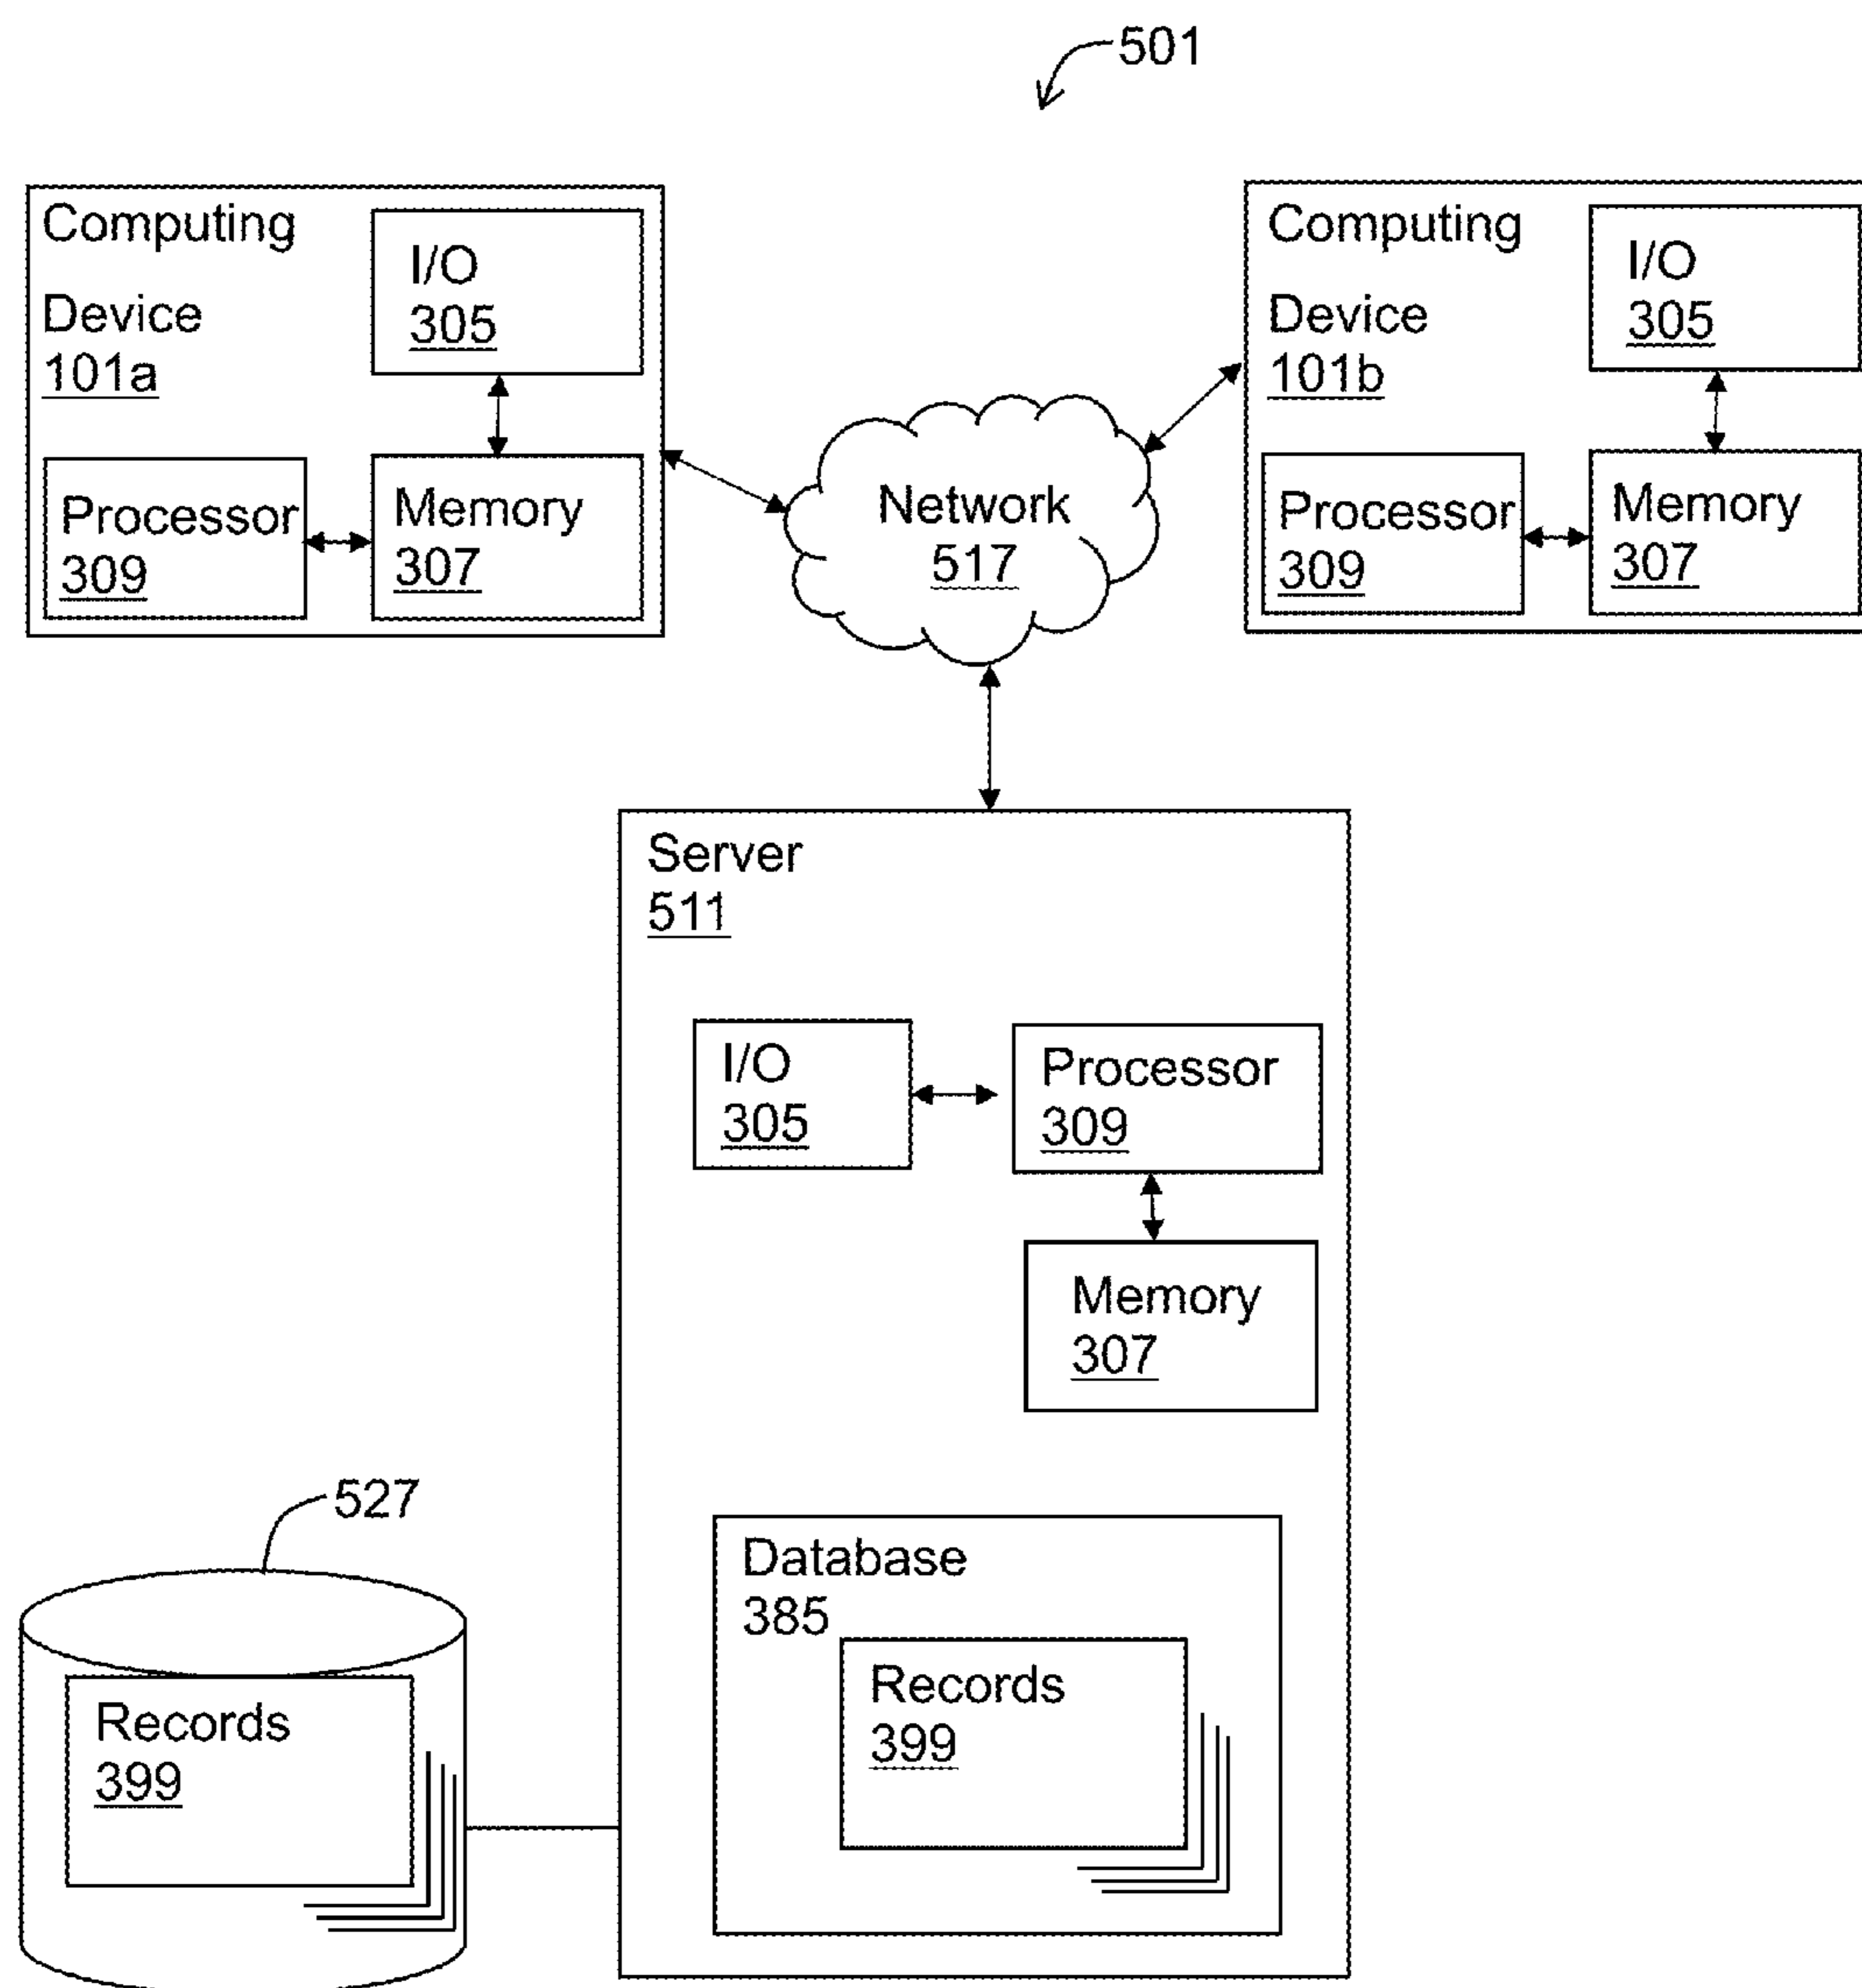 501
Computing
Device
101a
I/O
305
Processor
309
Memory
307
Network
517
Computing
Device
101b
I/O
305
Processor
309
Memory
307
Server
511
I/O
305
Processor
309
Memory
307
527
Records
399
Database
385
Records
399